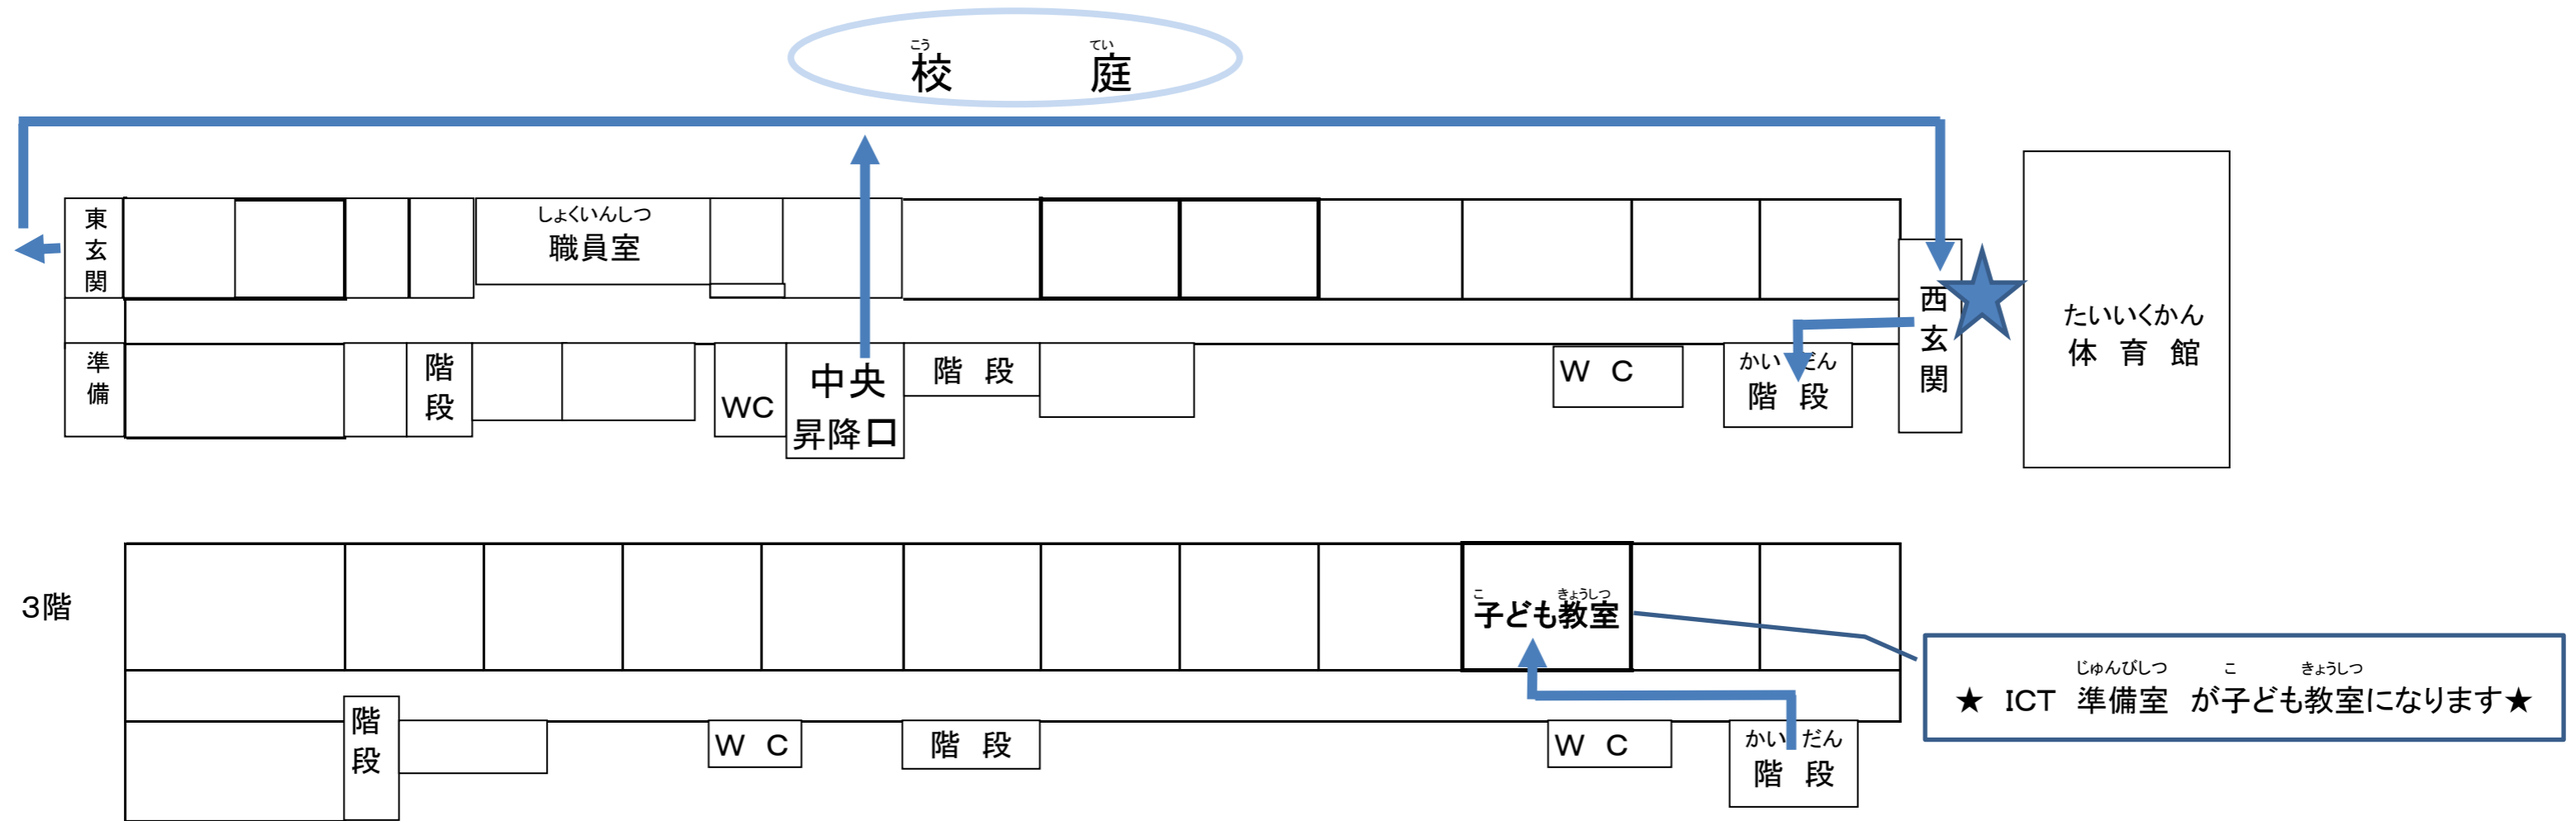 こう てい
校 庭
東玄関
しょくいんしつ
職員室
西玄関
たいいくかん
体 育 館
準備
階段
WC
中央
昇降口
階 段
W C
かい だん
階 段
3階
こ きょうしつ
子ども教室
じゅんびしつ こ きょうしつ
★ ICT 準備室 が子ども教室になります★
階段
W C
階 段
W C
かい だん
階 段